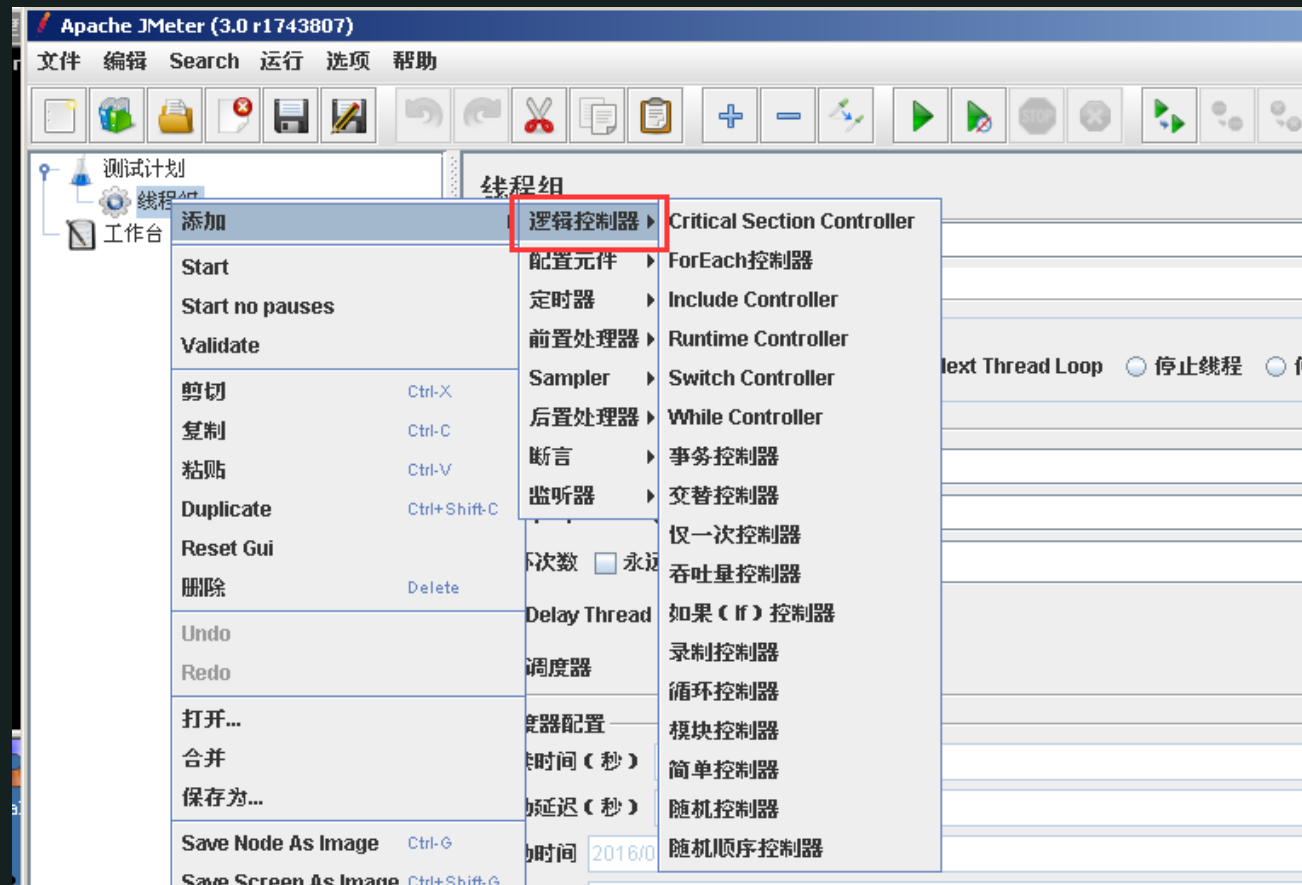 Apache JMeter (3.0 r1743807)
文件 编辑 Search 运行 选项 帮助
STOP
测试计划
线程组
工作台
线程组
添加
Start
Start no pauses
Validate
剪切 Ctrl-X
复制 Ctrl-C
粘贴 Ctrl-V
Duplicate Ctrl+Shift-C
Reset Gui
删除 Delete
Undo
Redo
打开...
合并
保存为...
Save Node As Image Ctrl-G
Save Screen As Image Ctrl+Shift-G
逻辑控制器
配置元件
定时器
前置处理器
Sampler
后置处理器
断言
监听器
Critical Section Controller
ForEach控制器
Include Controller
Runtime Controller
Switch Controller
While Controller
事务控制器
交替控制器
仅一次控制器
吞吐量控制器
如果（If）控制器
录制控制器
循环控制器
模块控制器
简单控制器
随机控制器
随机顺序控制器
Thread Loop 停止线程
次数 永远
Delay Thread
调度器
器配置
时间（秒）
延迟（秒）
时间 2016/0